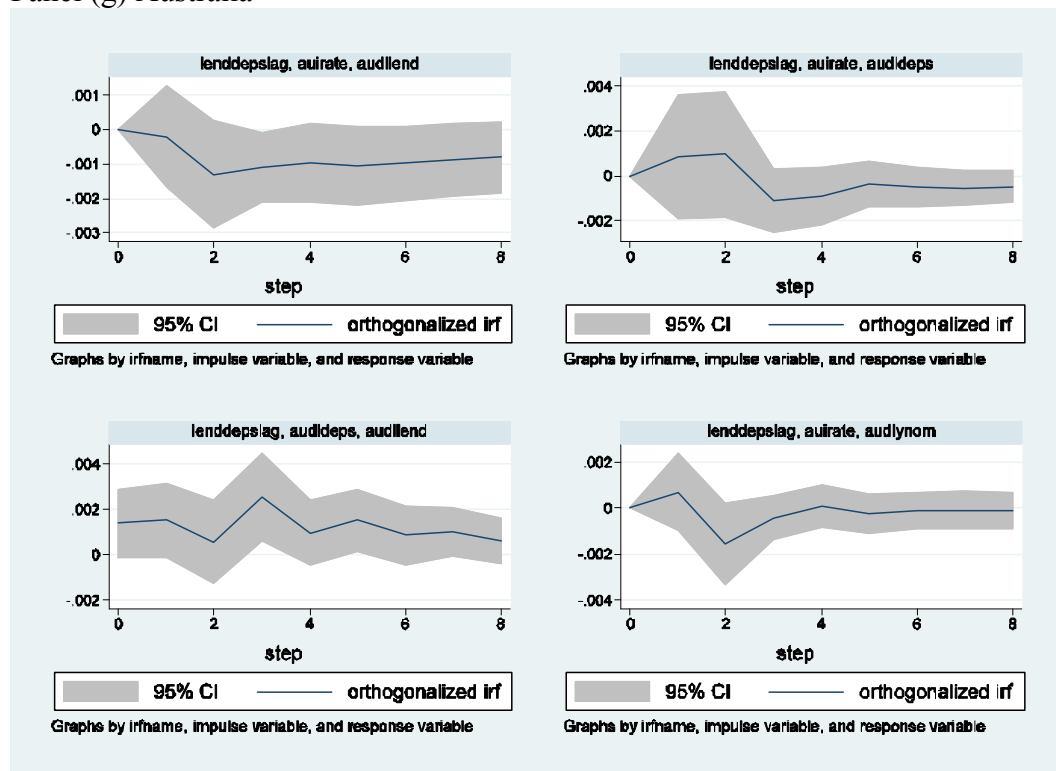 Panel (g) Australia
lenddepslag, auirate, audllend
.001
0
-.001
-.002
-.003
0 2 4 6 8
step
95% CI orthogonalized irf
Graphs by irfname, impulse variable, and response variable
lenddepslag, auirate, audldeps
.004
.002
0
-.002
0 2 4 6 8
step
95% CI orthogonalized irf
Graphs by irfname, impulse variable, and response variable
lenddepslag, audldeps, audllend
.004
.002
0
-.002
0 2 4 6 8
step
95% CI orthogonalized irf
Graphs by irfname, impulse variable, and response variable
lenddepslag, auirate, audlynom
.002
0
-.002
-.004
0 2 4 6 8
step
95% CI orthogonalized irf
Graphs by irfname, impulse variable, and response variable